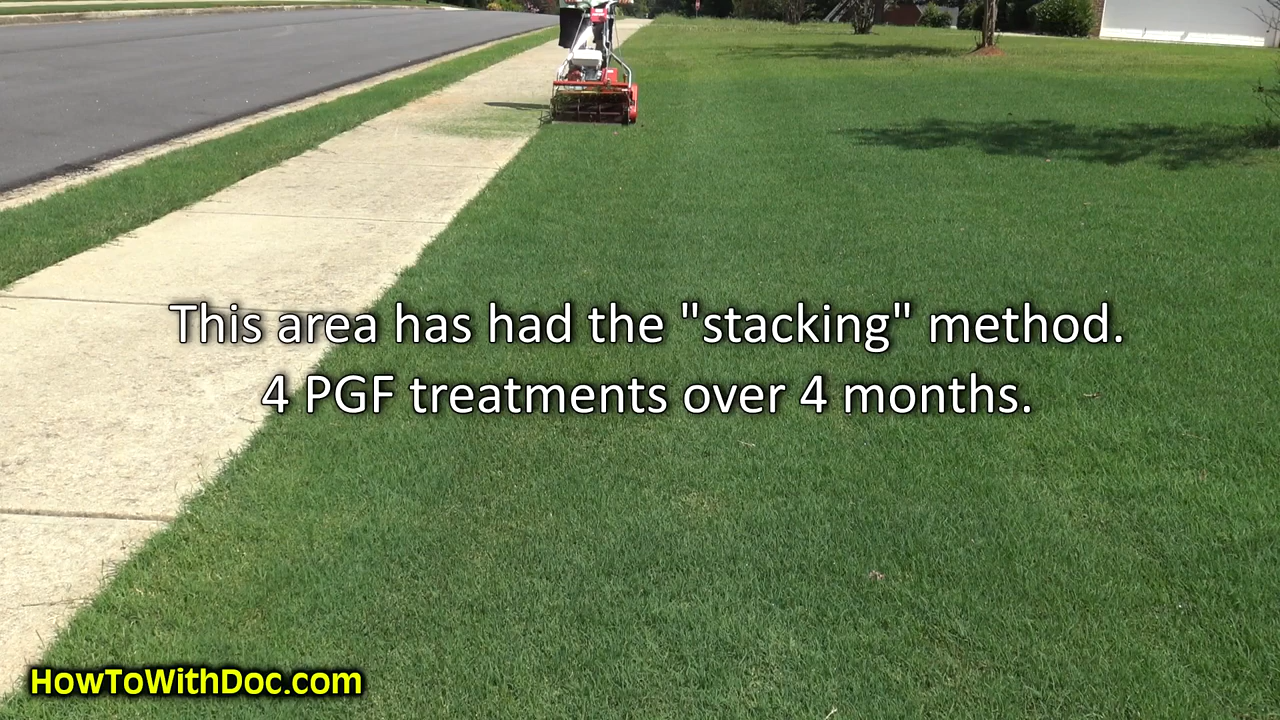 This area has had the "stacking" method.
4 PGF treatments over 4 months.
HowToWithDoc.com